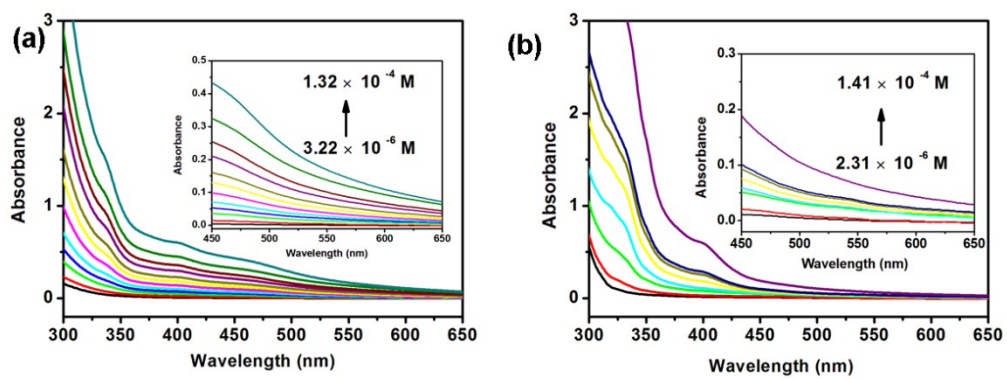 (a)
3
2
1
0
Absorbance
300 350 400 450 500 550 600 650
Wavelength (nm)
0.5
0.4
0.3
0.2
0.1
0.0
Absorbance
1.32 × 10 -4 M
3.22 × 10 -6 M
450 500 550 600 650
Wavelength (nm)
(b)
3
2
1
0
Absorbance
300 350 400 450 500 550 600 650
Wavelength (nm)
0.3
0.2
0.1
0.0
Absorbance
1.41 × 10 -4 M
2.31 × 10 -6 M
450 500 550 600 650
Wavelength (nm)